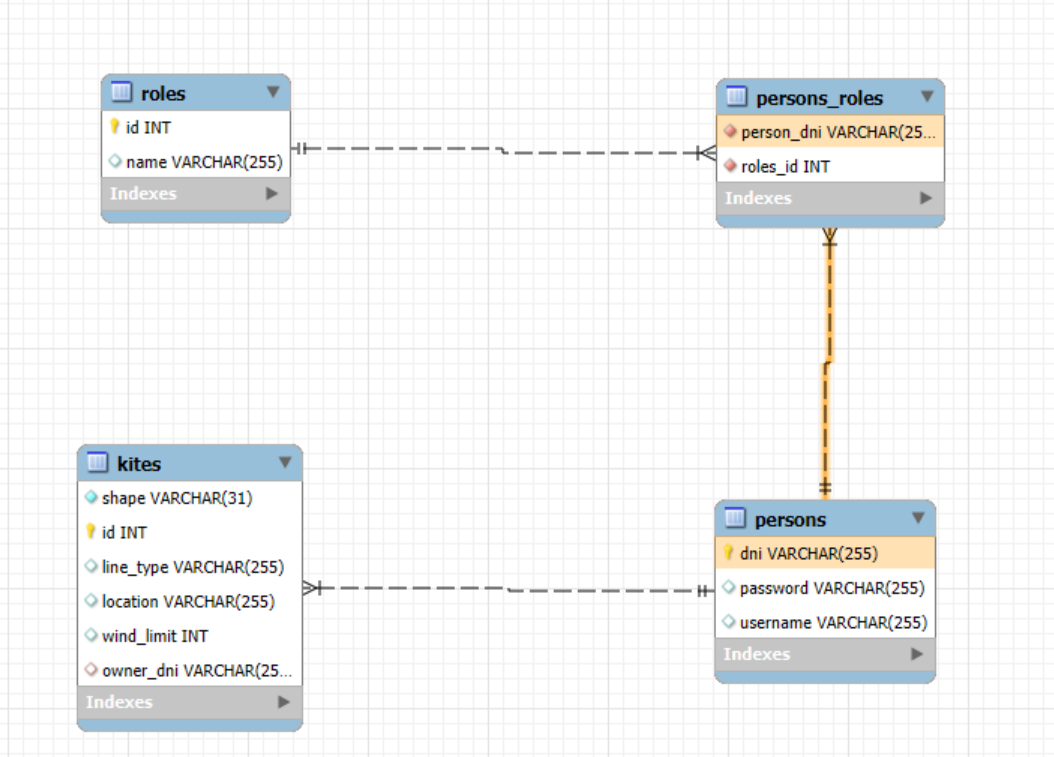 roles
id INT
name VARCHAR(255)
Indexes
persons_roles
person_dni VARCHAR(25...
roles_id INT
Indexes
kites
shape VARCHAR(31)
id INT
line_type VARCHAR(255)
location VARCHAR(255)
wind_limit INT
owner_dni VARCHAR(25...
Indexes
persons
dni VARCHAR(255)
password VARCHAR(255)
username VARCHAR(255)
Indexes